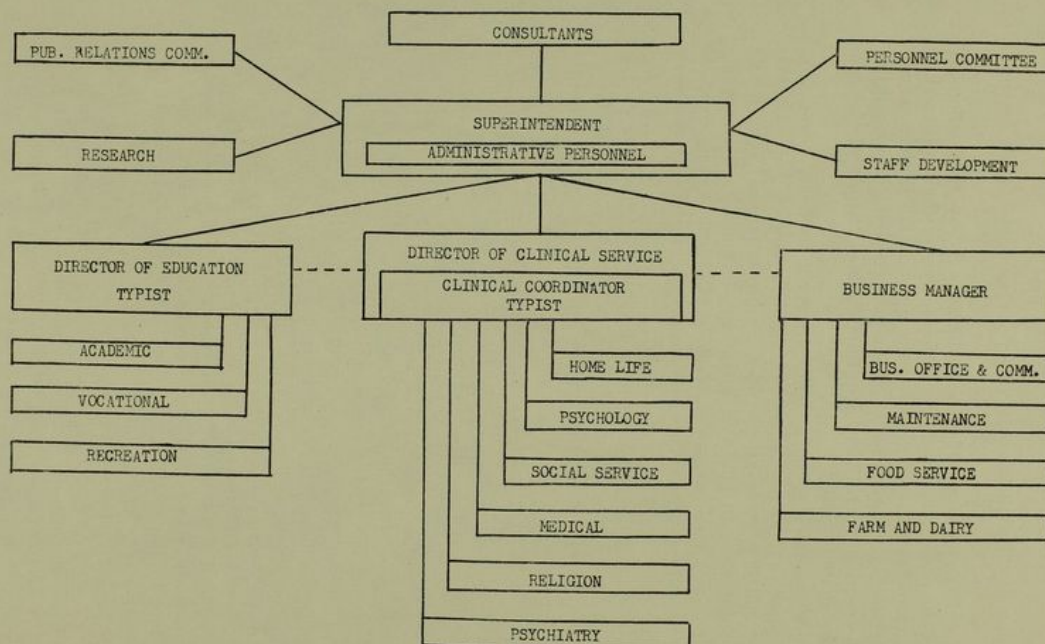 CONSULTANTS
PUB. RELATIONS COMM.
PERSONNEL COMMITTEE
SUPERINTENDENT
ADMINISTRATIVE PERSONNEL
RESEARCH
STAFF DEVELOPMENT
DIRECTOR OF EDUCATION
TYPIST
DIRECTOR OF CLINICAL SERVICE
CLINICAL COORDINATOR
TYPIST
BUSINESS MANAGER
ACADEMIC
VOCATIONAL
RECREATION
HOME LIFE
PSYCHOLOGY
SOCIAL SERVICE
MEDICAL
RELIGION
PSYCHIATRY
BUS. OFFICE & COMM.
MAINTENANCE
FOOD SERVICE
FARM AND DAIRY